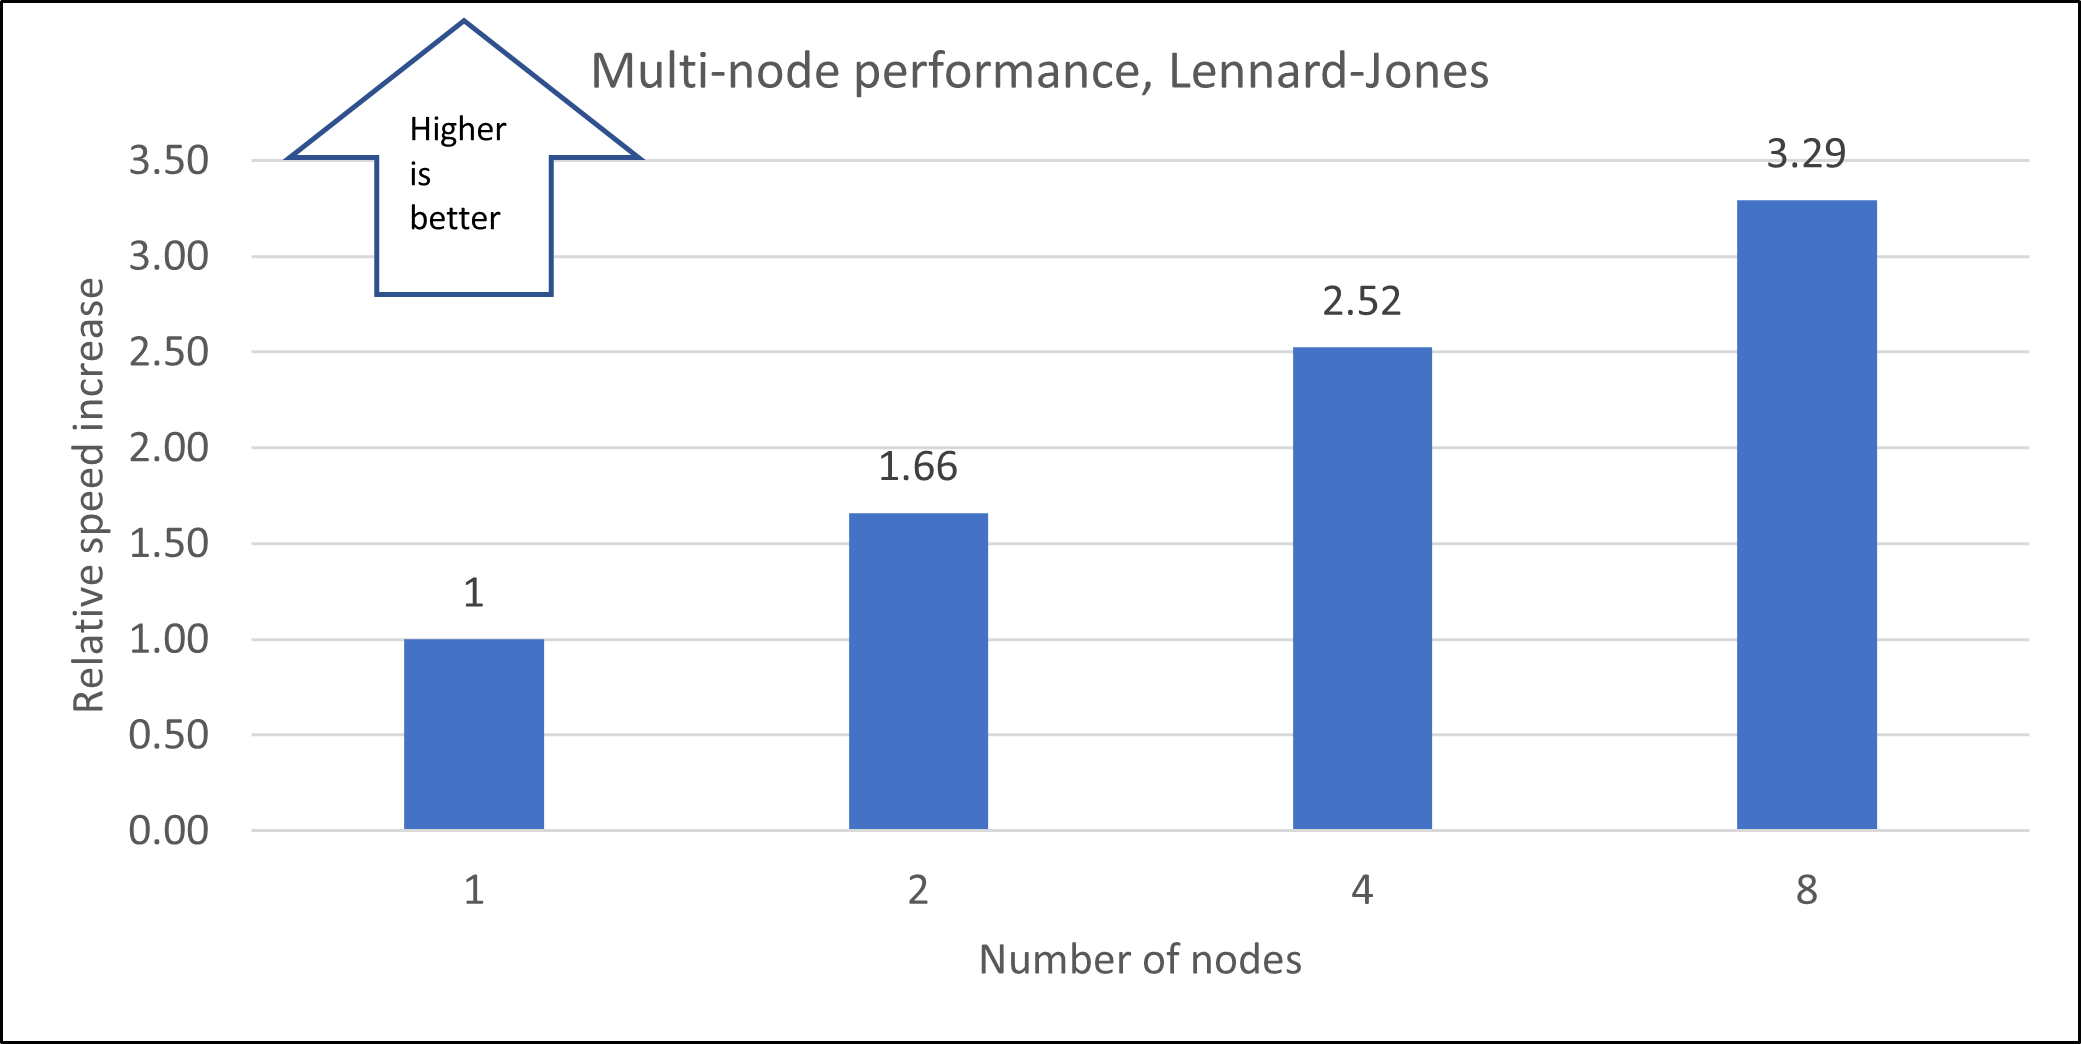 Multi-node performance, Lennard-Jones
Higher
is
better
Relative speed increase
3.50
3.00
2.50
2.00
1.50
1.00
0.50
0.00
1
1.66
2.52
3.29
1
2
4
8
Number of nodes